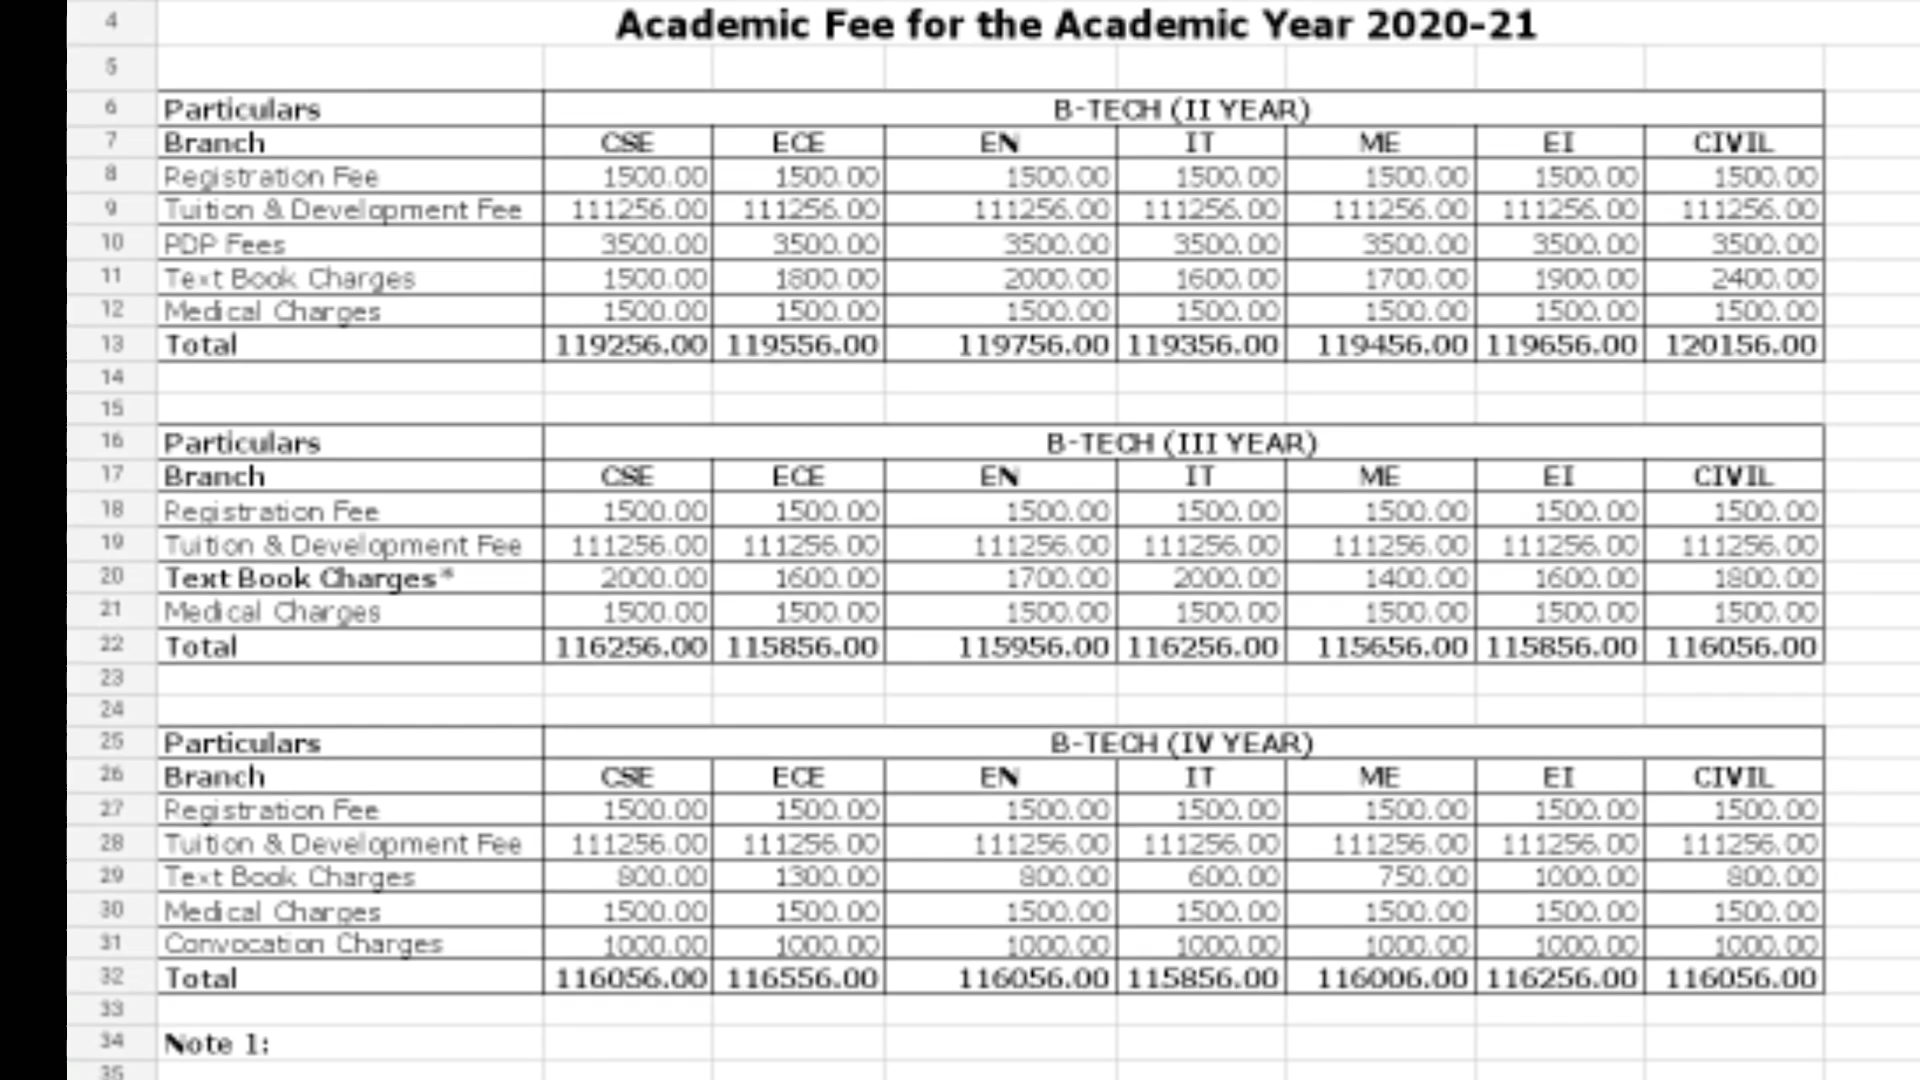 4 Academic Fee for the Academic Year 2020-21
5
6 Particulars B-TECH (II YEAR)
7 Branch CSE ECE EN IT ME EI CIVIL
8 Registration Fee 1500.00 1500.00 1500.00 1500.00 1500.00 1500.00 1500.00
9 Tuition & Development Fee 111256.00 111256.00 111256.00 111256.00 111256.00 111256.00 111256.00
10 PDP Fees 3500.00 3500.00 3500.00 3500.00 3500.00 3500.00 3500.00
11 Text Book Charges 1500.00 1800.00 2000.00 1600.00 1700.00 1900.00 2400.00
12 Medical Charges 1500.00 1500.00 1500.00 1500.00 1500.00 1500.00 1500.00
13 Total 119256.00 119556.00 119756.00 119356.00 119456.00 119656.00 120156.00
14
15
16 Particulars B-TECH (III YEAR)
17 Branch CSE ECE EN IT ME EI CIVIL
18 Registration Fee 1500.00 1500.00 1500.00 1500.00 1500.00 1500.00 1500.00
19 Tuition & Development Fee 111256.00 111256.00 111256.00 111256.00 111256.00 111256.00 111256.00
20 Text Book Charges* 2000.00 1600.00 1700.00 2000.00 1400.00 1600.00 1800.00
21 Medical Charges 1500.00 1500.00 1500.00 1500.00 1500.00 1500.00 1500.00
22 Total 116256.00 115856.00 115956.00 116256.00 115656.00 115856.00 116056.00
23
24
25 Particulars B-TECH (IV YEAR)
26 Branch CSE ECE EN IT ME EI CIVIL
27 Registration Fee 1500.00 1500.00 1500.00 1500.00 1500.00 1500.00 1500.00
28 Tuition & Development Fee 111256.00 111256.00 111256.00 111256.00 111256.00 111256.00 111256.00
29 Text Book Charges 800.00 1300.00 800.00 600.00 750.00 1000.00 800.00
30 Medical Charges 1500.00 1500.00 1500.00 1500.00 1500.00 1500.00 1500.00
31 Convocation Charges 1000.00 1000.00 1000.00 1000.00 1000.00 1000.00 1000.00
32 Total 116056.00 116556.00 116056.00 115856.00 116006.00 116256.00 116056.00
33
34 Note 1:
35